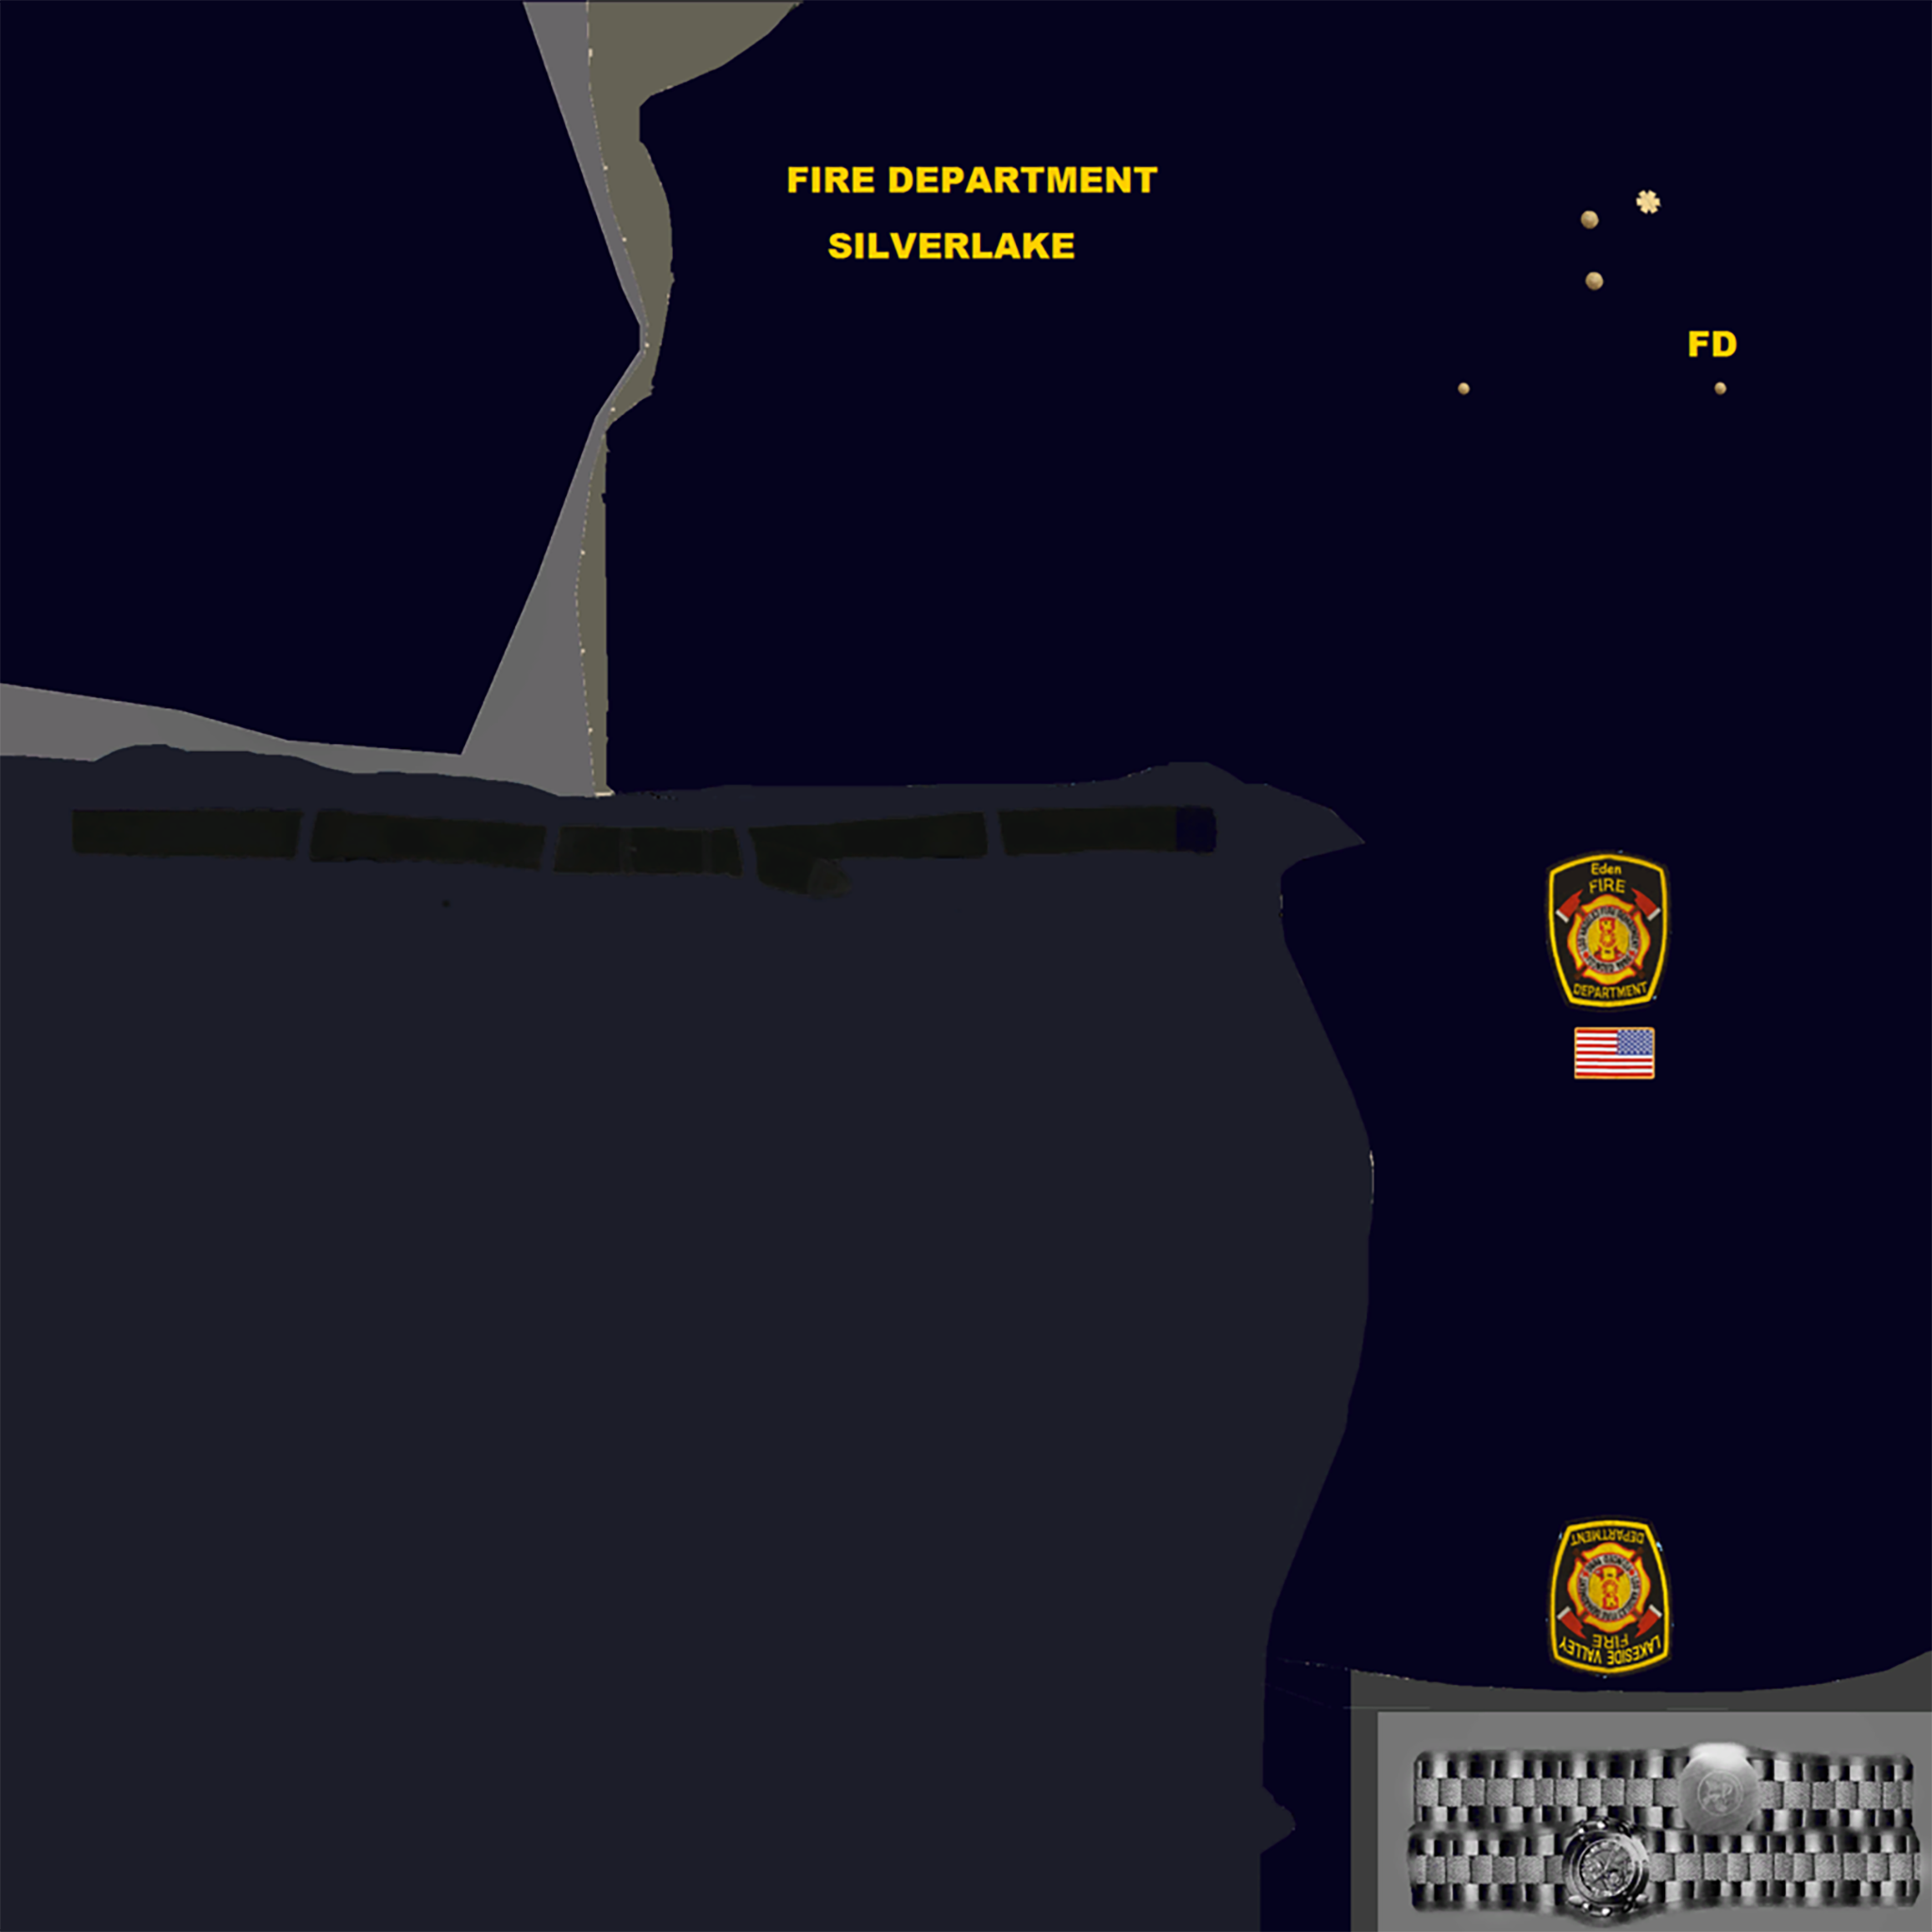 FIRE DEPARTMENT
SILVERLAKE
FD
Eden
FIRE
DEPARTMENT
LAKESIDE VALLEY
FIRE
DEPARTMENT